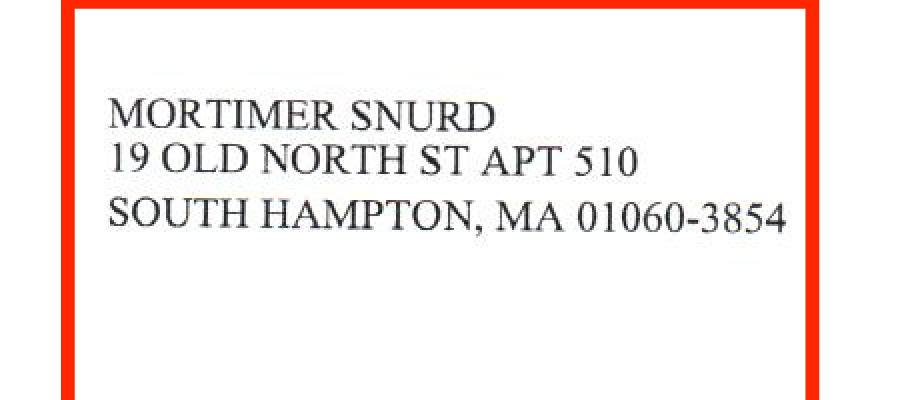 MORTIMER SNURD
19 OLD NORTH ST APT 510
SOUTH HAMPTON, MA 01060-3854